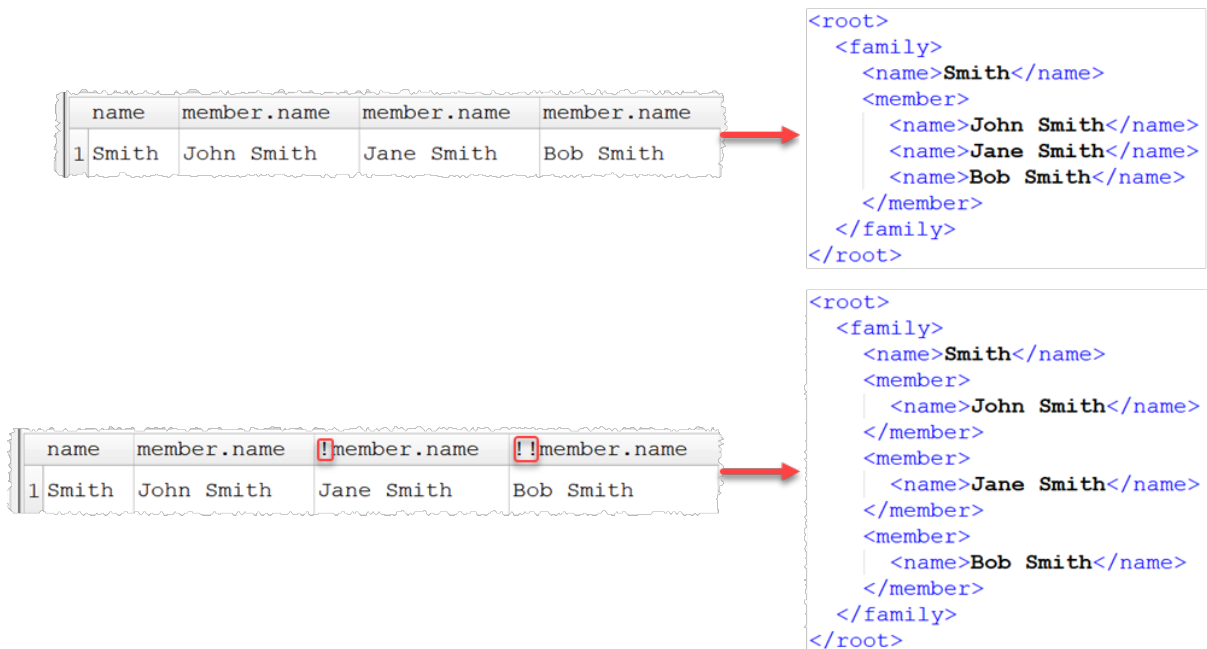 name member.name member.name member.name
1 Smith John Smith Jane Smith Bob Smith
<root>
<family>
<name>Smith</name>
<member>
<name>John Smith</name>
<name>Jane Smith</name>
<name>Bob Smith</name>
</member>
</family>
</root>
name member.name !member.name !!member.name
1 Smith John Smith Jane Smith Bob Smith
<root>
<family>
<name>Smith</name>
<member>
<name>John Smith</name>
</member>
<member>
<name>Jane Smith</name>
</member>
<member>
<name>Bob Smith</name>
</member>
</family>
</root>